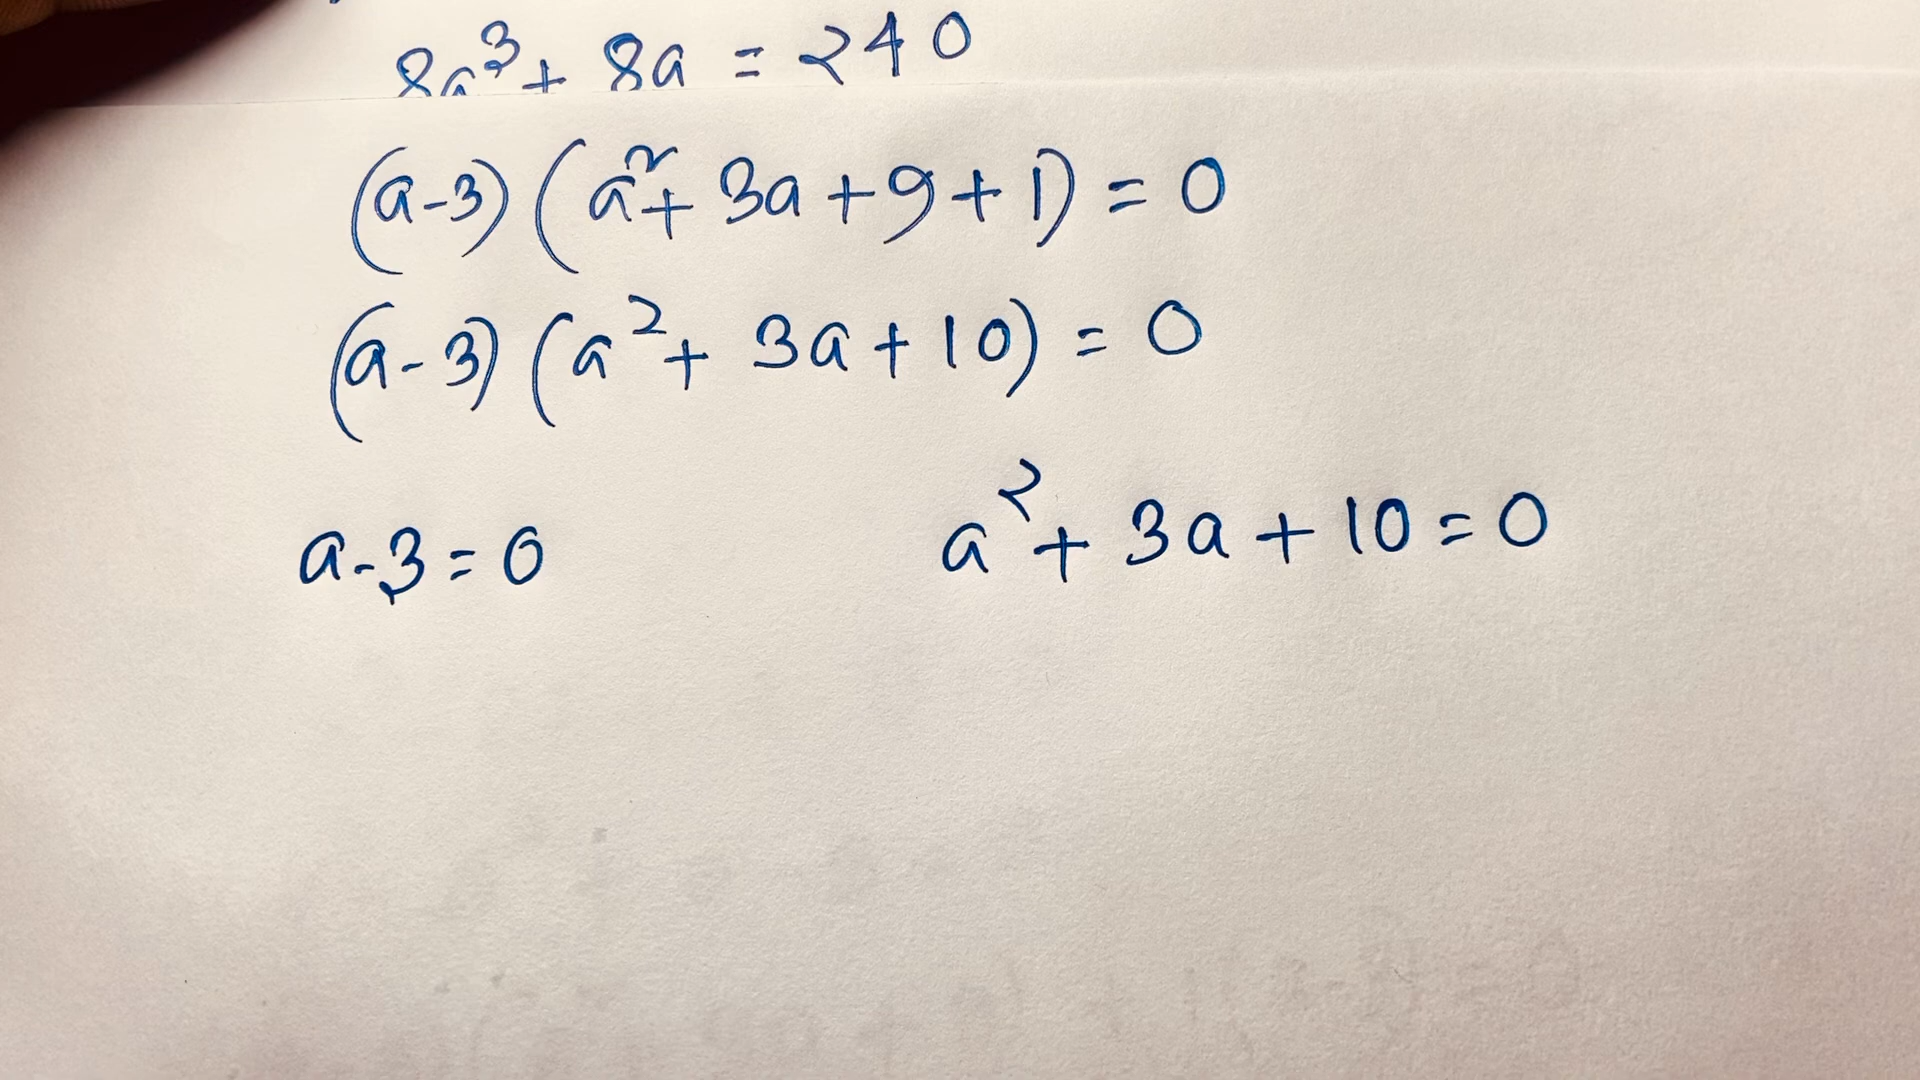 8a³ + 8a = 240
(a-3) (a² + 3a + 9 + 1) = 0
(a-3) (a² + 3a + 10) = 0
a-3 = 0 a² + 3a + 10 = 0